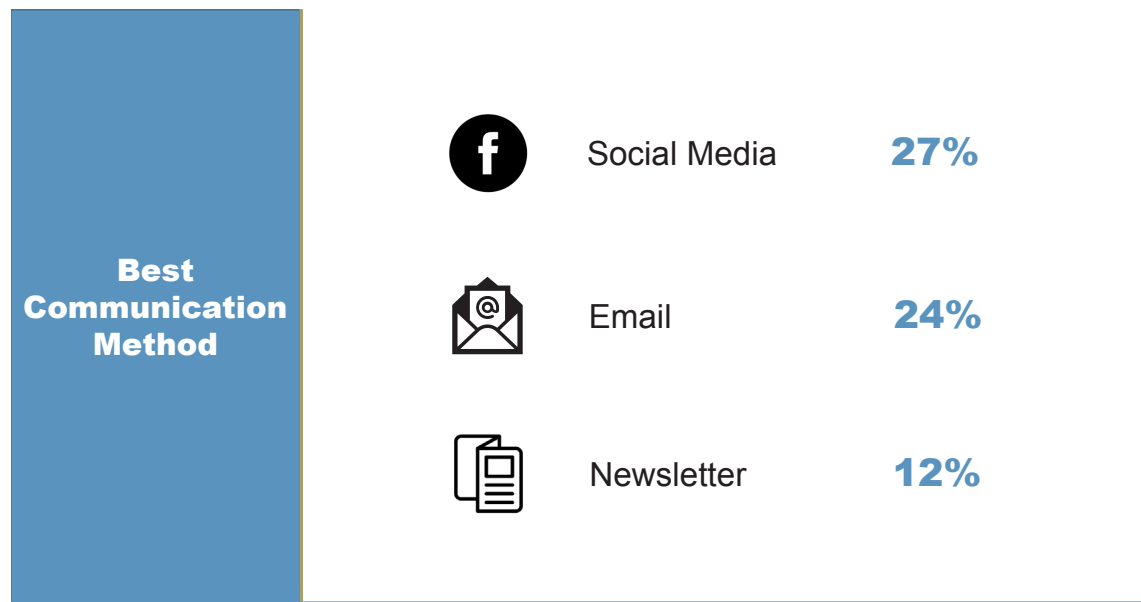 Best
Communication
Method
f
Social Media 27%
@
Email 24%
Newsletter 12%